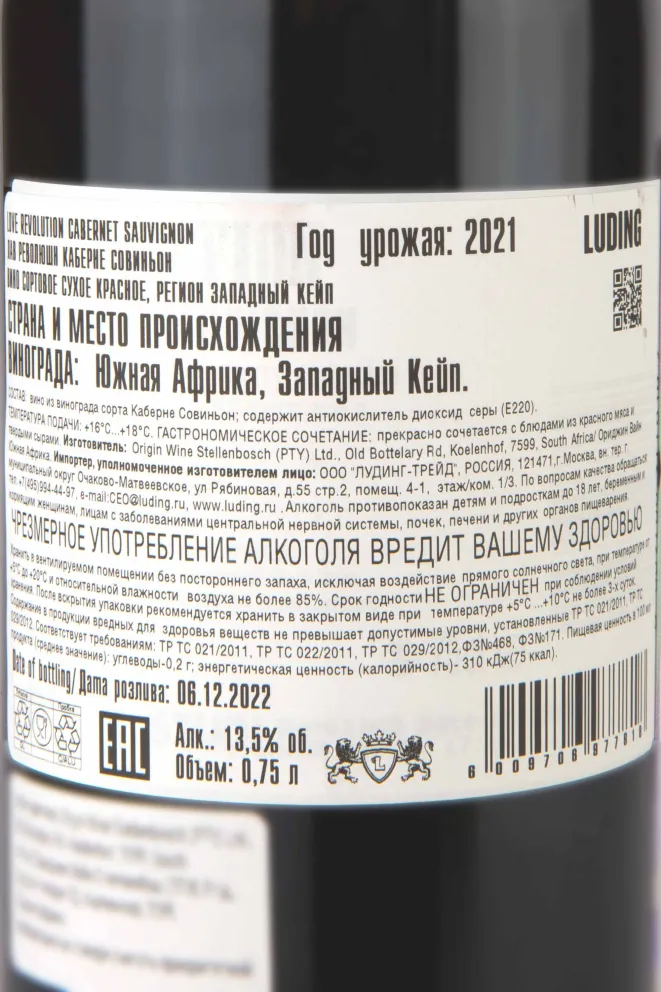 LOVE REVOLUTION CABERNET SAUVIGNON
ЛАВ РЕВОЛЮШН КАБЕРНЕ СОВИНЬОН
ВИНО СОРТОВОЕ СУХОЕ КРАСНОЕ, РЕГИОН ЗАПАДНЫЙ КЕЙП
Год урожая: 2021
LUDING
СТРАНА И МЕСТО ПРОИСХОЖДЕНИЯ
ВИНОГРАДА: Южная Африка, Западный Кейп.
СОСТАВ: вино из винограда сорта Каберне Совиньон; содержит антиокислитель диоксид серы (E220).
ТЕМПЕРАТУРА ПОДАЧИ: +16°C...+18°C. ГАСТРОНОМИЧЕСКОЕ СОЧЕТАНИЕ: прекрасно сочетается с блюдами из красного мяса и
твердыми сырами. Изготовитель: Origin Wine Stellenbosch (PTY) Ltd., Old Bottelary Rd, Koelenhof, 7599, South Africa/ Ориджин Вайн
Южная Африка. Импортер, уполномоченное изготовителем лицо: ООО "ЛУДИНГ-ТРЕЙД", РОССИЯ, 121471,г.Москва, вн. тер. г.
муниципальный округ Очаково-Матвеевское, ул Рябиновая, д.55 стр.2, помещ. 4-1, этаж/ком. 1/3. По вопросам качества обращаться
тел.+7(495)994-44-97, e-mail:CEO@luding.ru, www.luding.ru .Алкоголь противопоказан детям и подросткам до 18 лет, беременным и
кормящим женщинам, лицам с заболеваниями центральной нервной системы, почек, печени и других органов пищеварения.
ЧРЕЗМЕРНОЕ УПОТРЕБЛЕНИЕ АЛКОГОЛЯ ВРЕДИТ ВАШЕМУ ЗДОРОВЬЮ
Хранить в вентилируемом помещении без постороннего запаха, исключая воздействие прямого солнечного света, при температуре от
+5°C до +20°C и относительной влажности воздуха не более 85%. Срок годности НЕ ОГРАНИЧЕН при соблюдении условий
хранения. После вскрытия упаковки рекомендуется хранить в закрытом виде при температуре +5°C ...+10°C не более 3-х суток.
Содержание в продукции вредных для здоровья веществ не превышает допустимые уровни, установленные ТР ТС 021/2011, ТР ТС
029/2012.Соответствует требованиям: ТР ТС 021/2011, ТР ТС 022/2011, ТР ТС 029/2012,ФЗ№468, ФЗ№171. Пищевая ценность в 100 мл
продукта (среднее значение): углеводы-0,2 г; энергетическая ценность (калорийность)- 310 кДж(75 ккал).
Date of bottling/Дата розлива: 06.12.2022
Пробка
C/ALU
EAC
Алк.: 13,5% об.
Объем: 0,75 л
L